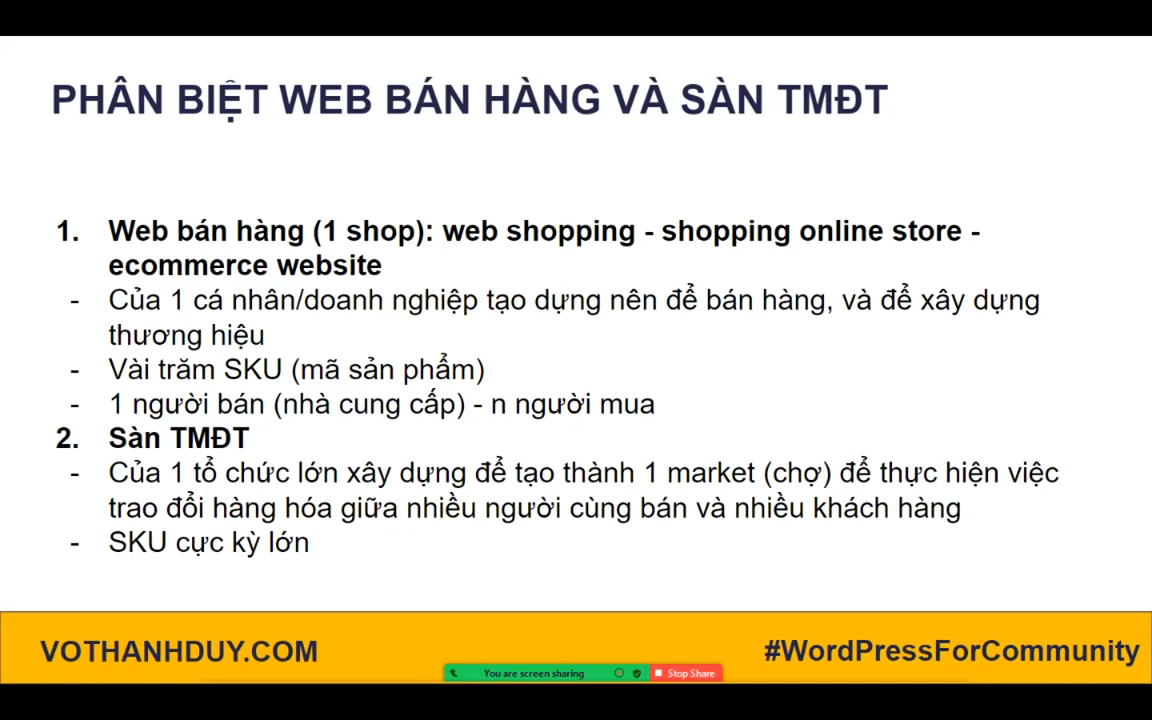 PHÂN BIỆT WEB BÁN HÀNG VÀ SÀN TMĐT
1. Web bán hàng (1 shop): web shopping - shopping online store -
ecommerce website
- Của 1 cá nhân/doanh nghiệp tạo dựng nên để bán hàng, và để xây dựng
thương hiệu
- Vài trăm SKU (mã sản phẩm)
- 1 người bán (nhà cung cấp) - n người mua
2. Sàn TMĐT
- Của 1 tổ chức lớn xây dựng để tạo thành 1 market (chợ) để thực hiện việc
trao đổi hàng hóa giữa nhiều người cùng bán và nhiều khách hàng
- SKU cực kỳ lớn
VOTHANHDUY.COM
#WordPressForCommunity
You are screen sharing
Stop Share